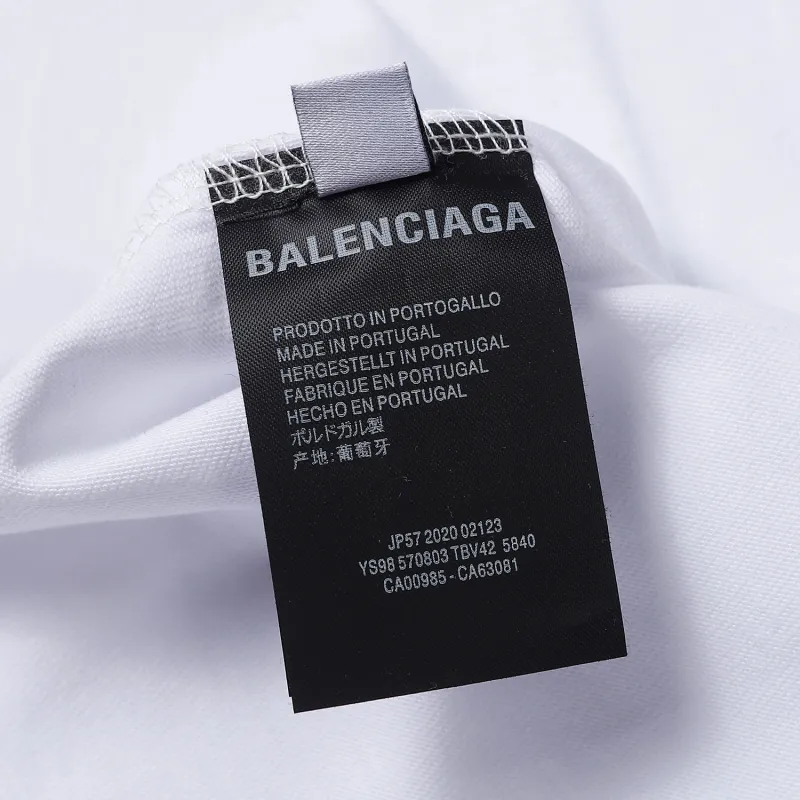 BALENCIAGA
PRODOTTO IN PORTOGALLO
MADE IN PORTUGAL
HERGESTELLT IN PORTUGAL
FABRIQUE EN PORTUGAL
HECHO EN PORTUGAL
ポルドガル製
产地:葡萄牙
JP57 2020 02123
YS98 570803 TBV42 5840
CA00985 - CA63081